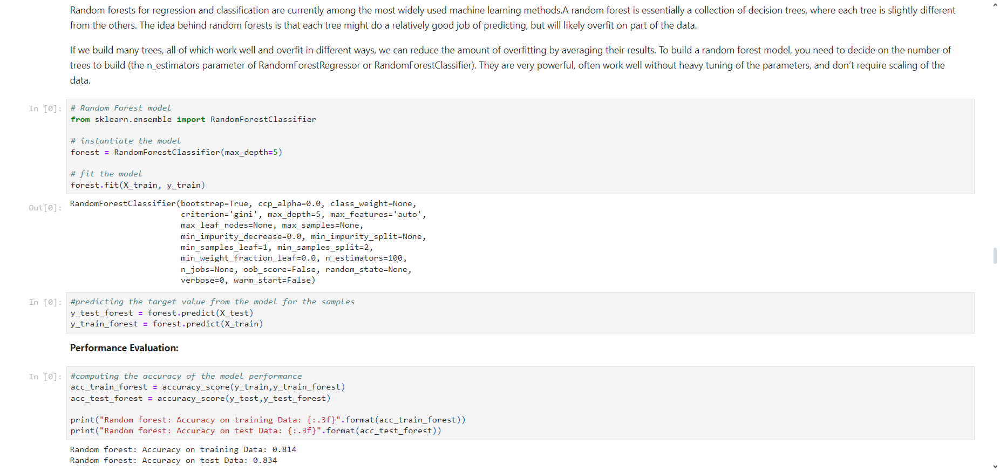 Random forests for regression and classification are currently among the most widely used machine learning methods.A random forest is essentially a collection of decision trees, where each tree is slightly different
from the others. The idea behind random forests is that each tree might do a relatively good job of predicting, but will likely overfit on part of the data.
If we build many trees, all of which work well and overfit in different ways, we can reduce the amount of overfitting by averaging their results. To build a random forest model, you need to decide on the number of
trees to build (the n_estimators parameter of RandomForestRegressor or RandomForestClassifier). They are very powerful, often work well without heavy tuning of the parameters, and don’t require scaling of the
data.
In [0]: # Random Forest model
from sklearn.ensemble import RandomForestClassifier
# instantiate the model
forest = RandomForestClassifier(max_depth=5)
# fit the model
forest.fit(X_train, y_train)
Out[0]: RandomForestClassifier(bootstrap=True, ccp_alpha=0.0, class_weight=None,
criterion='gini', max_depth=5, max_features='auto',
max_leaf_nodes=None, max_samples=None,
min_impurity_decrease=0.0, min_impurity_split=None,
min_samples_leaf=1, min_samples_split=2,
min_weight_fraction_leaf=0.0, n_estimators=100,
n_jobs=None, oob_score=False, random_state=None,
verbose=0, warm_start=False)
In [0]: #predicting the target value from the model for the samples
y_test_forest = forest.predict(X_test)
y_train_forest = forest.predict(X_train)
Performance Evaluation:
In [0]: #computing the accuracy of the model performance
acc_train_forest = accuracy_score(y_train,y_train_forest)
acc_test_forest = accuracy_score(y_test,y_test_forest)
print("Random forest: Accuracy on training Data: {:.3f}".format(acc_train_forest))
print("Random forest: Accuracy on test Data: {:.3f}".format(acc_test_forest))
Random forest: Accuracy on training Data: 0.814
Random forest: Accuracy on test Data: 0.834